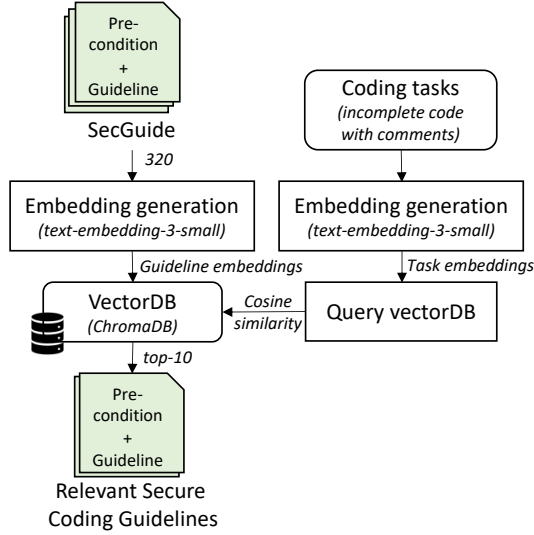 Pre-
condition
+
Guideline
SecGuide
320
Coding tasks
(incomplete code
with comments)
Embedding generation
(text-embedding-3-small)
Embedding generation
(text-embedding-3-small)
Guideline embeddings
Task embeddings
VectorDB
(ChromaDB)
Cosine
similarity
Query vectorDB
top-10
Pre-
condition
+
Guideline
Relevant Secure
Coding Guidelines